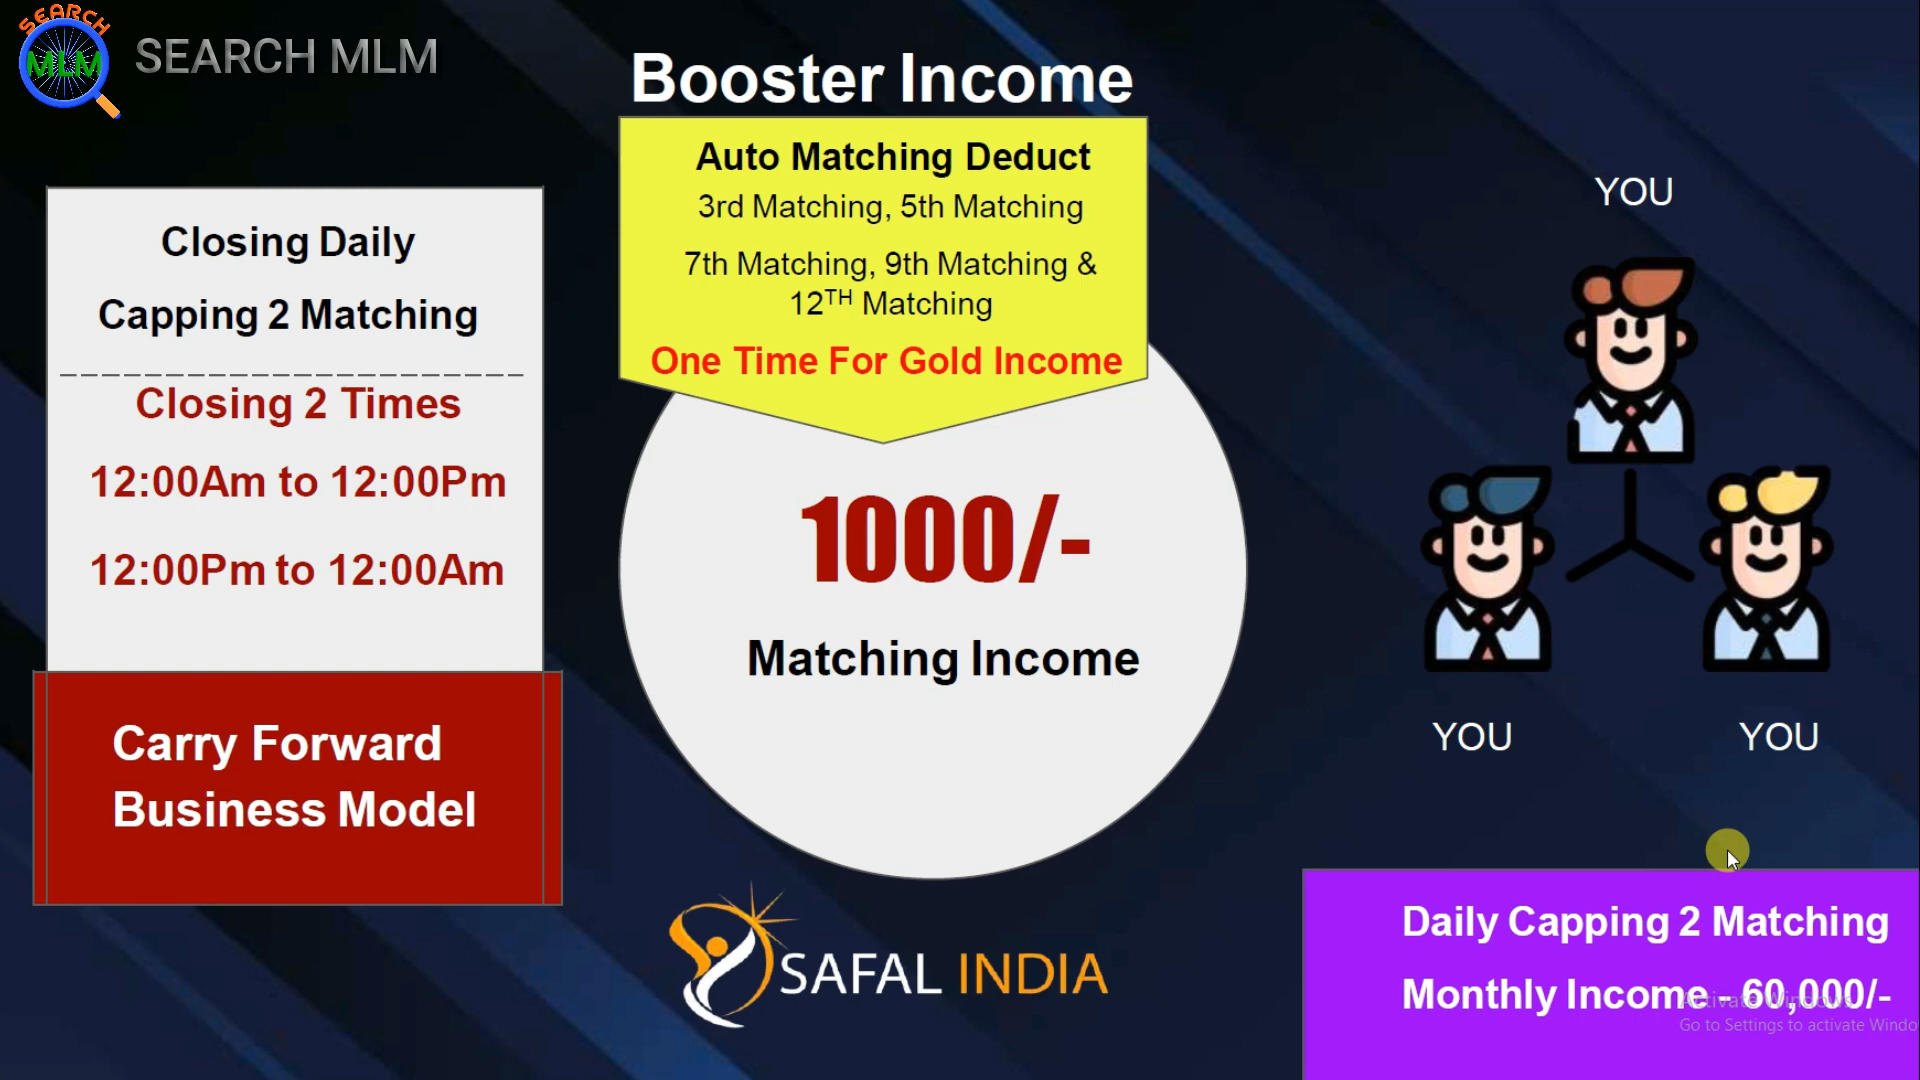 SEARCH
MLM
SEARCH MLM
Booster Income
Auto Matching Deduct
3rd Matching, 5th Matching
7th Matching, 9th Matching &
12TH Matching
One Time For Gold Income
Closing Daily
Capping 2 Matching
Closing 2 Times
12:00Am to 12:00Pm
12:00Pm to 12:00Am
Carry Forward
Business Model
1000/-
Matching Income
SAFAL INDIA
YOU
YOU YOU
Daily Capping 2 Matching
Monthly Income - 60,000/-
Activate Windows
Go to Settings to activate Windo